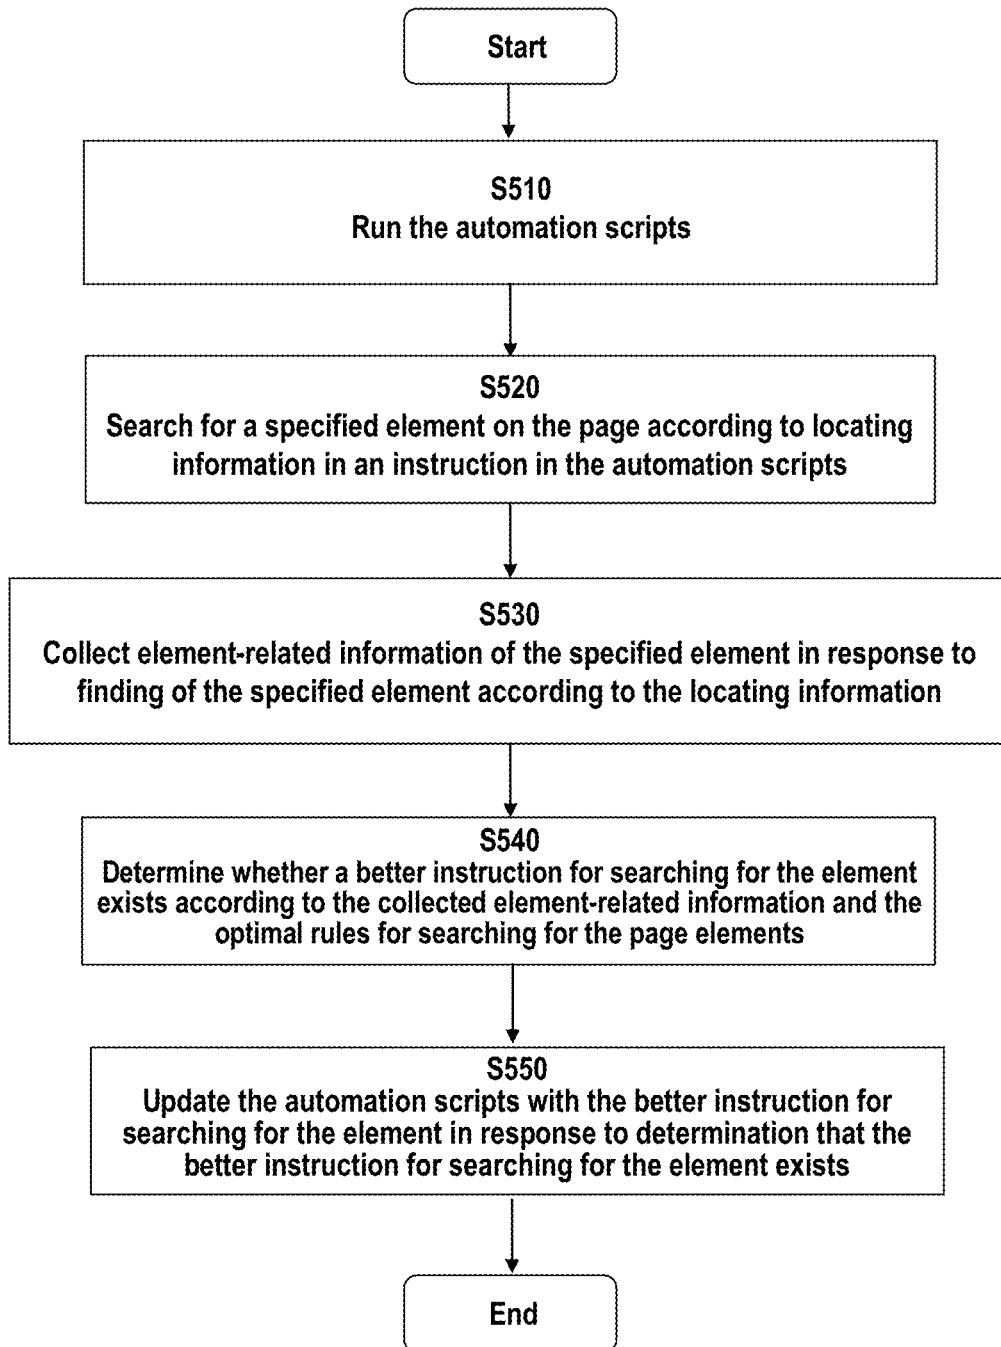 Start
S510
Run the automation scripts
S520
Search for a specified element on the page according to locating
information in an instruction in the automation scripts
S530
Collect element-related information of the specified element in response to
finding of the specified element according to the locating information
S540
Determine whether a better instruction for searching for the element
exists according to the collected element-related information and the
optimal rules for searching for the page elements
S550
Update the automation scripts with the better instruction for
searching for the element in response to determination that the
better instruction for searching for the element exists
End